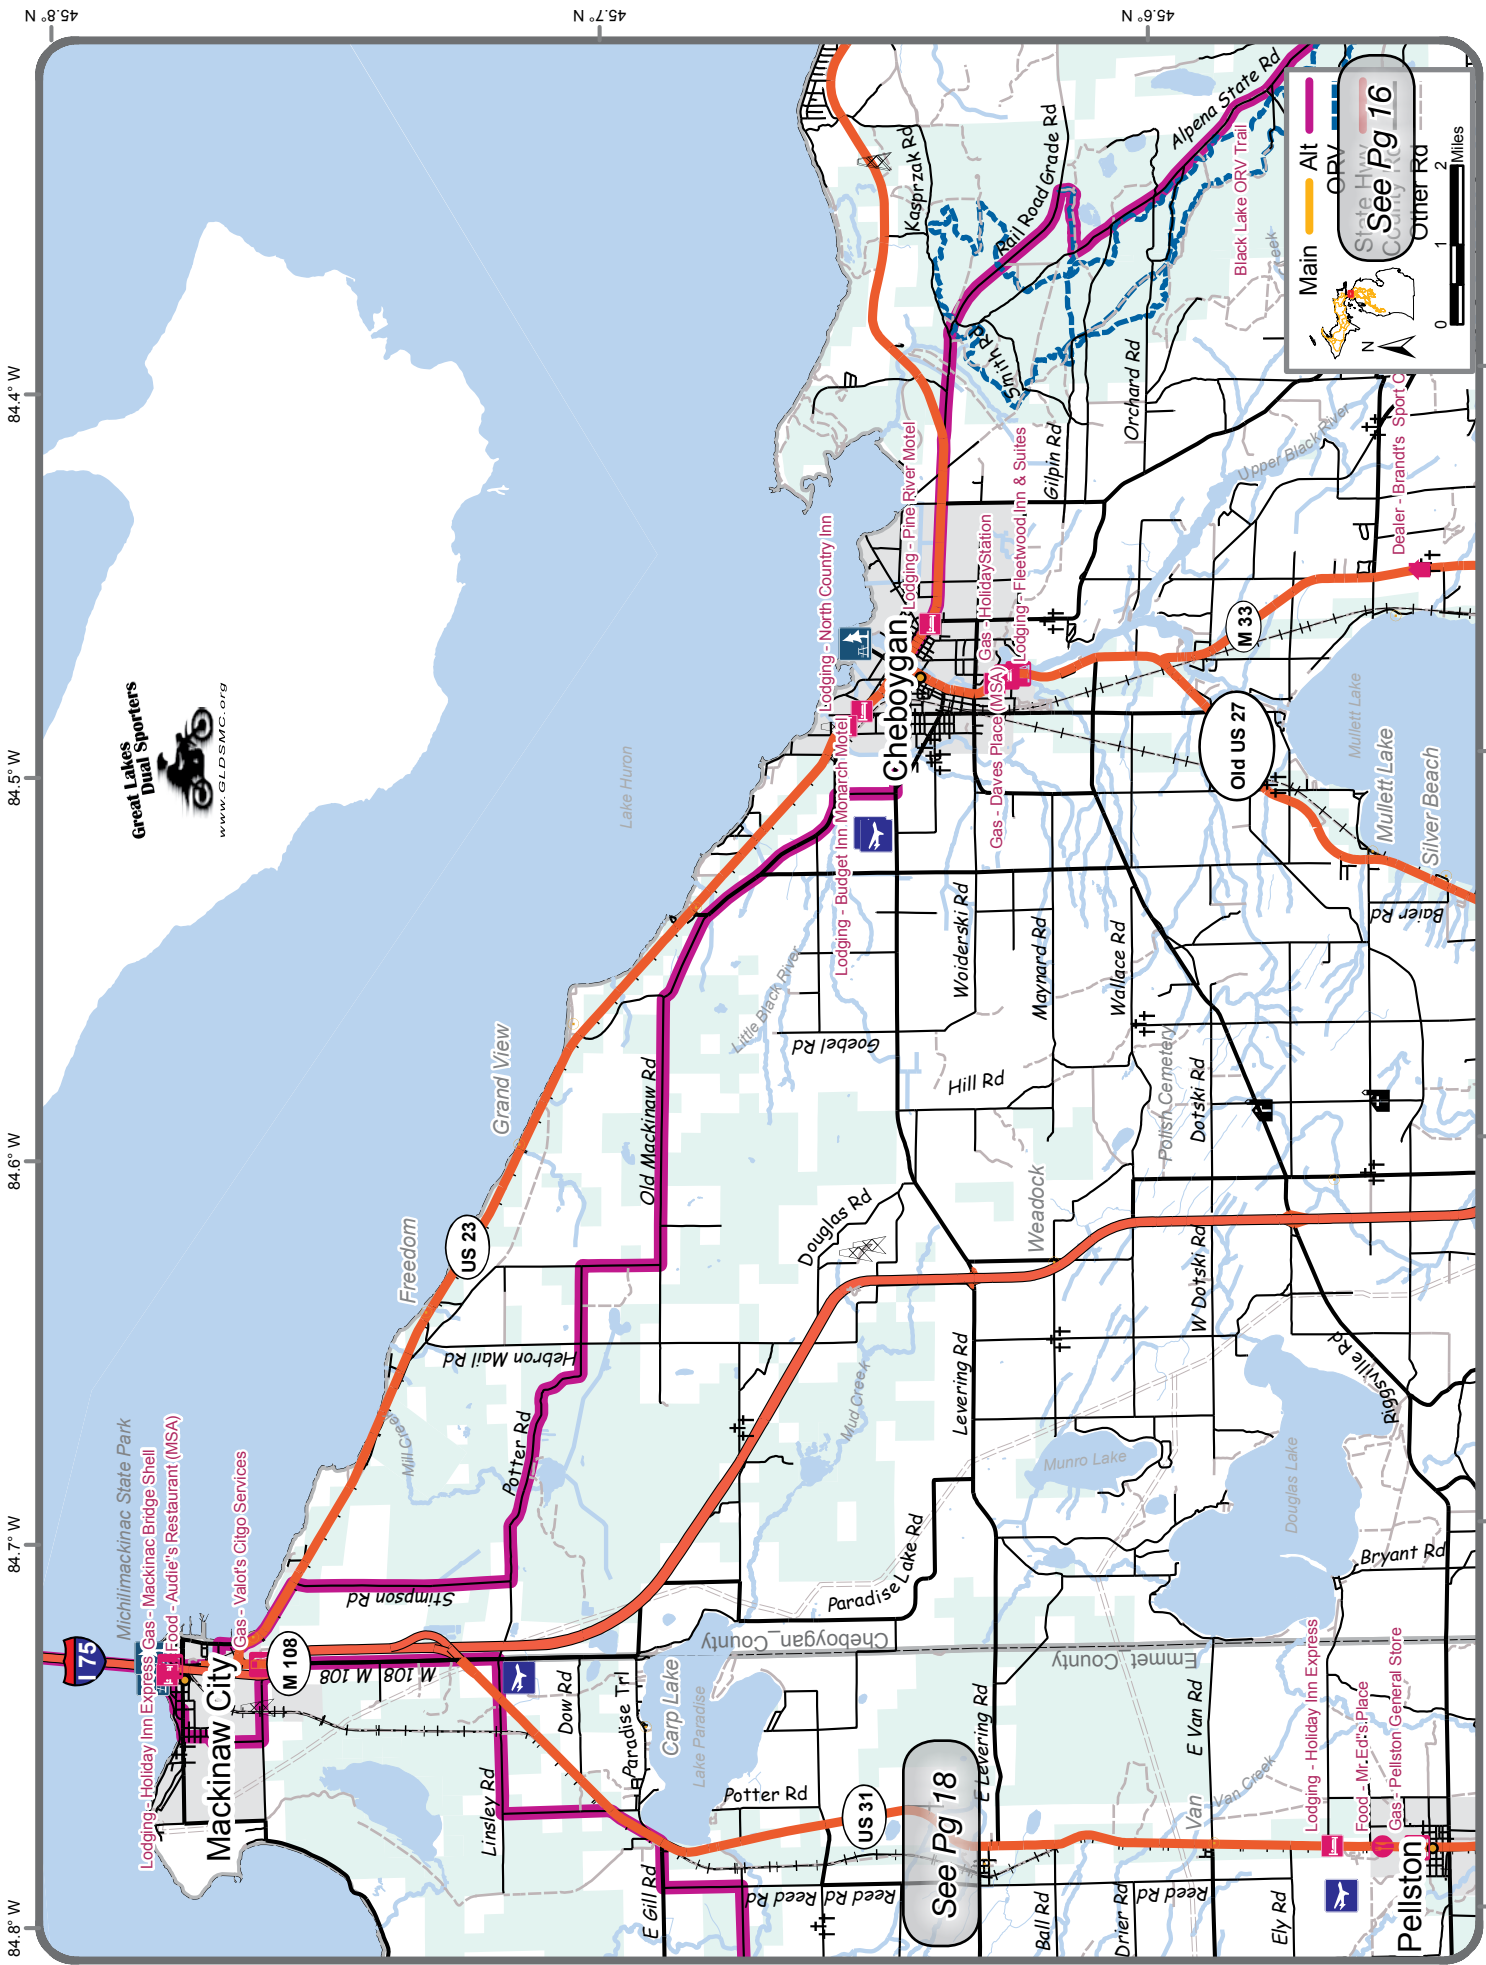 45.8° N
45.7° N
45.6° N
84.4° W
84.5° W
84.6° W
84.7° W
84.8° W
Great Lakes
Dual Sporters
www.GLDSMC.org
Lake Huron
Michilimackinac State Park
Lodging - Holiday Inn Express
Gas - Mackinac Bridge Shell
Food - Audie"s Restaurant (MSA)
Gas - Valot's Citgo Services
I 75
Mackinaw City
M 108
M 108
M 108
Stimpson Rd
Mill Creek
Freedom
US 23
Grand View
Hebron Mail Rd
Potter Rd
Old Mackinaw Rd
Little Black River
Goebel Rd
Hill Rd
Woiderski Rd
Maynard Rd
Wallace Rd
Polish Cemetery
Dotski Rd
W Dotski Rd
Weadock
Douglas Rd
Levering Rd
Mud Creek
Munro Lake
Douglas Lake
Riggsville Rd
Bryant Rd
Paradise Lake Rd
Cheboygan_County
Emmet_County
Linsley Rd
Dow Rd
Paradise Trl
Carp Lake
Lake Paradise
Potter Rd
US 31
See Pg 18
E Levering Rd
E Gill Rd
Reed Rd
Reed Rd
Reed Rd
Ball Rd
Drier Rd
Ely Rd
E Van Rd
Van
Van Creek
Lodging - Holiday Inn Express
Food - Mr.Ed"s Place
Gas - Pellston General Store
Pellston
Lodging - North Country Inn
Lodging - Budget Inn Monarch Motel
Lodging - Pine River Motel
Cheboygan
Gas - HolidayStation
Gas - Daves Place (MSA)
Lodging - Fleetwood Inn & Suites
M 33
Old US 27
Mullett Lake
Mullett Lake
Silver Beach
Baier Rd
Dealer - Brandt's Sport C
Upper Black River
Gilpin Rd
Orchard Rd
Smith Rd
Kasprzak Rd
Rail Road Grade Rd
Alpena State Rd
Black Lake ORV Trail
Creek
Main
Alt
ORV
State Hwy
County Rd
Other Rd
See Pg 16
N
0
1
2
Miles